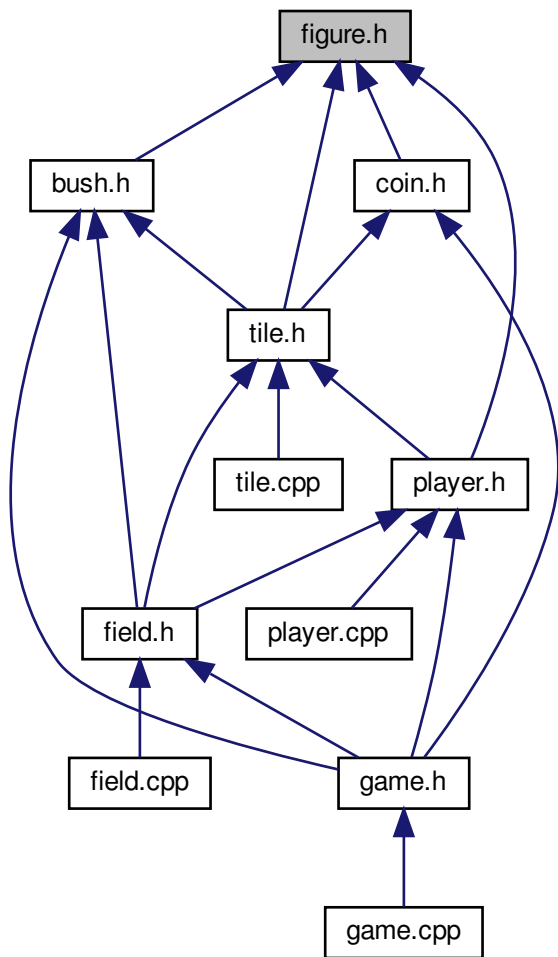 figure.h
bush.h
coin.h
tile.h
tile.cpp
player.h
field.h
player.cpp
field.cpp
game.h
game.cpp